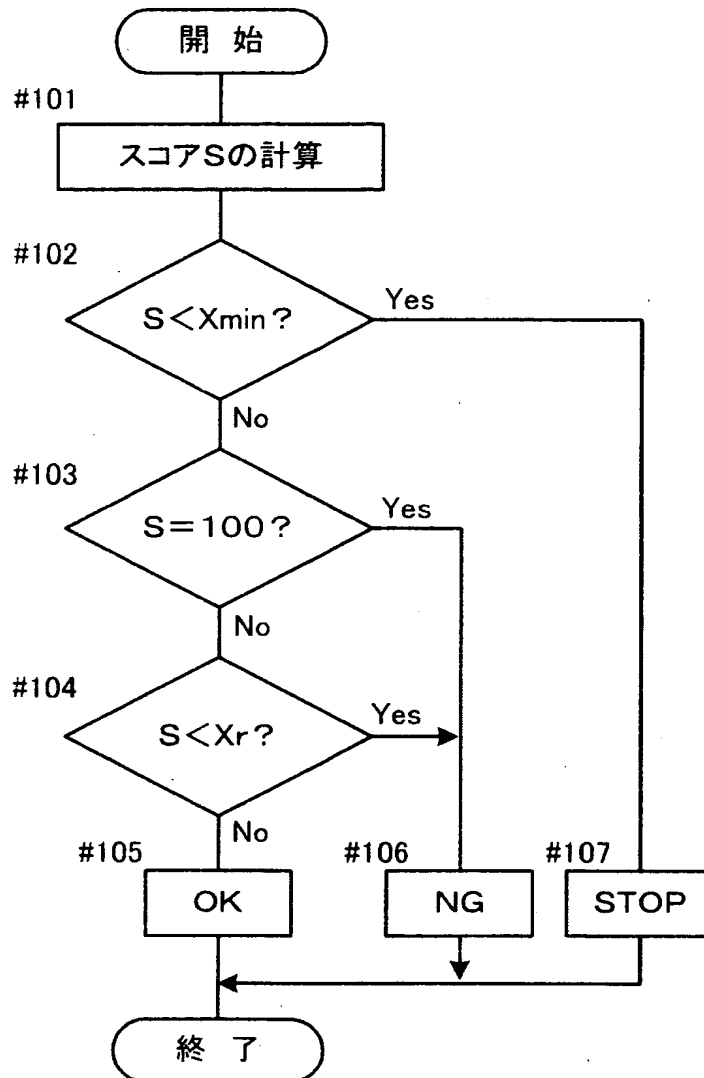 開 始
#101
スコアSの計算
#102
S<Xmin?
Yes
No
#103
S=100?
Yes
No
#104
S<Xr?
Yes
No
#105
OK
#106
NG
#107
STOP
終 了